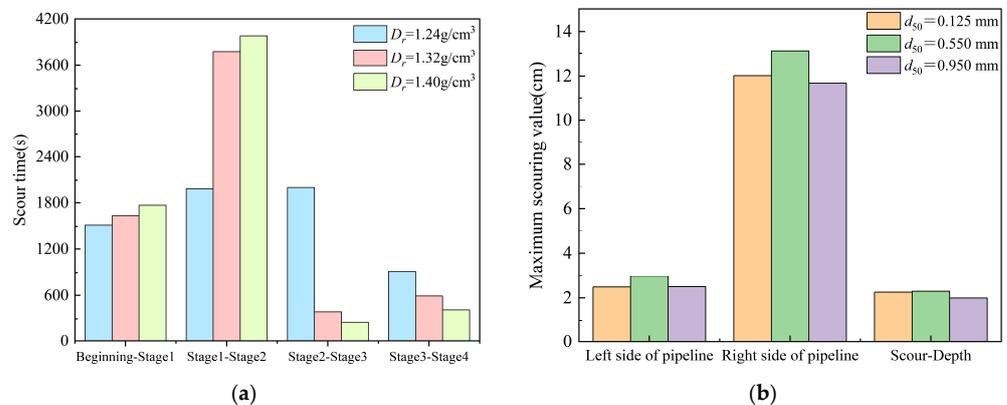 4200
3600
3000
2400
1800
1200
600
0
Scour time(s)
Dr=1.24g/cm³
Dr=1.32g/cm³
Dr=1.40g/cm³
Beginning-Stage1 Stage1-Stage2 Stage2-Stage3 Stage3-Stage4
(a)
14
12
10
8
6
4
2
0
Maximum scouring value(cm)
d50=0.125 mm
d50=0.550 mm
d50=0.950 mm
Left side of pipeline Right side of pipeline Scour-Depth
(b)